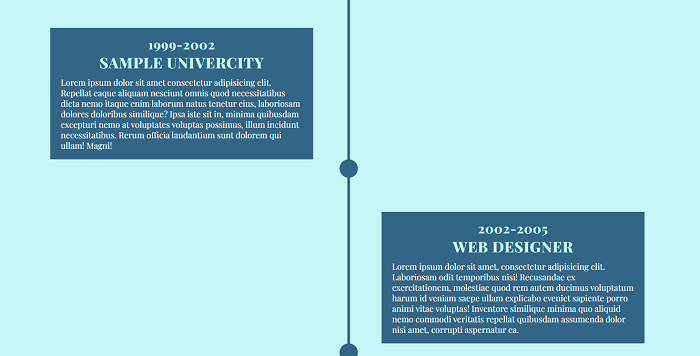 1999-2002
SAMPLE UNIVERCITY
Lorem ipsum dolor sit amet consectetur adipisicing elit.
Repellat eaque aliquam nesciunt omnis quod necessitatibus
dicta nemo itaque enim laborum natus tenetur eius, laboriosam
dolores doloribus similique? Ipsa iste sit in, minima quibusdam
excepturi nemo at voluptates voluptas possimus, illum incidunt
necessitatibus. Rerum officia laudantium sunt dolorem qui
ullam! Magni!
2002-2005
WEB DESIGNER
Lorem ipsum dolor sit amet, consectetur adipisicing elit.
Laboriosam odit temporibus nisi! Recusandae ex
exercitationem, molestiae quod rem autem ducimus voluptatum
harum id veniam saepe ullam explicabo eveniet sapiente porro
animi vitae voluptas! Inventore similique minima quo aliquid
nemo commodi veritatis repellat quibusdam assumenda dolor
nisi amet, corrupti aspernatur ea.